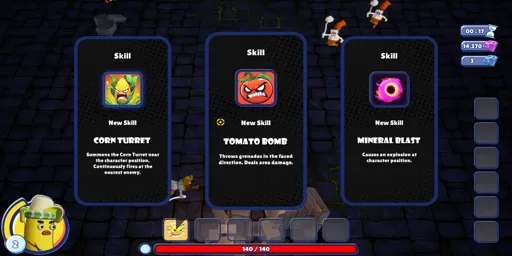 Skill
New Skill
CORN TURRET
Summons the Corn Turret near
the character position.
Continuously fires at the
nearest enemy.
Skill
New Skill
TOMATO BOMB
Throws grenades in the faced
direction. Deals area damage.
Skill
New Skill
MINERAL BLAST
Causes an explosion at
character position.
00 : 17
14,270
3
2
140 / 140